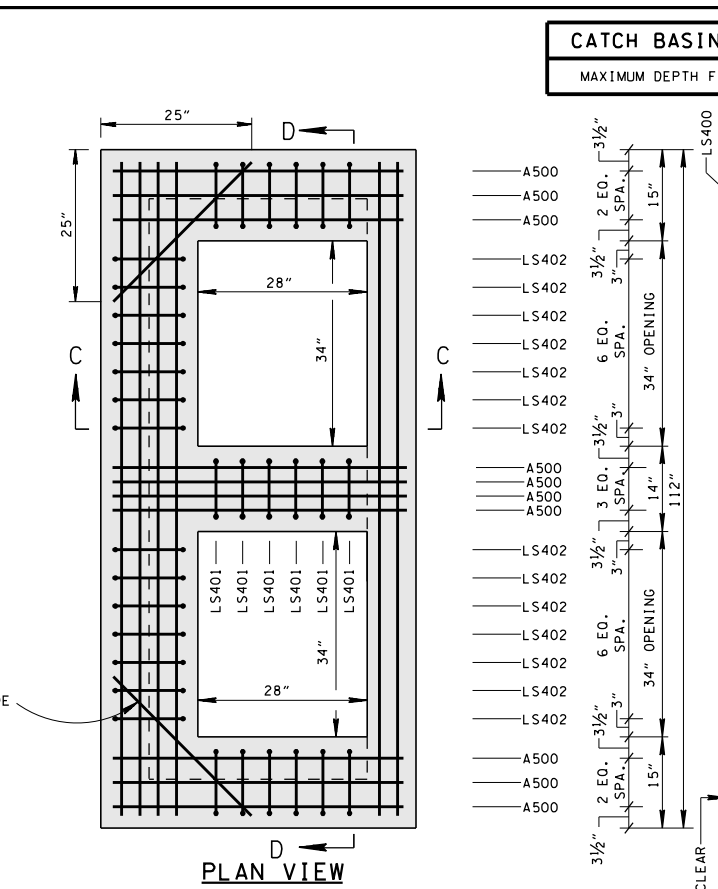 CATCH BASIN
MAXIMUM DEPTH F
25"
D
25"
28"
34"
C
C
28"
34"
LS401
LS401
LS401
LS401
LS401
LS401
DE
D
PLAN VIEW
A500
A500
A500
LS402
LS402
LS402
LS402
LS402
LS402
LS402
A500
A500
A500
A500
LS402
LS402
LS402
LS402
LS402
LS402
LS402
A500
A500
A500
3½"
2 EQ.
SPA.
15"
3½"
3"
6 EQ.
SPA.
34" OPENING
3½"
3"
3 EQ.
SPA.
14"
112"
3½"
3"
6 EQ.
SPA.
34" OPENING
3½"
3"
2 EQ.
SPA.
15"
3½"
LS400
CLEAR